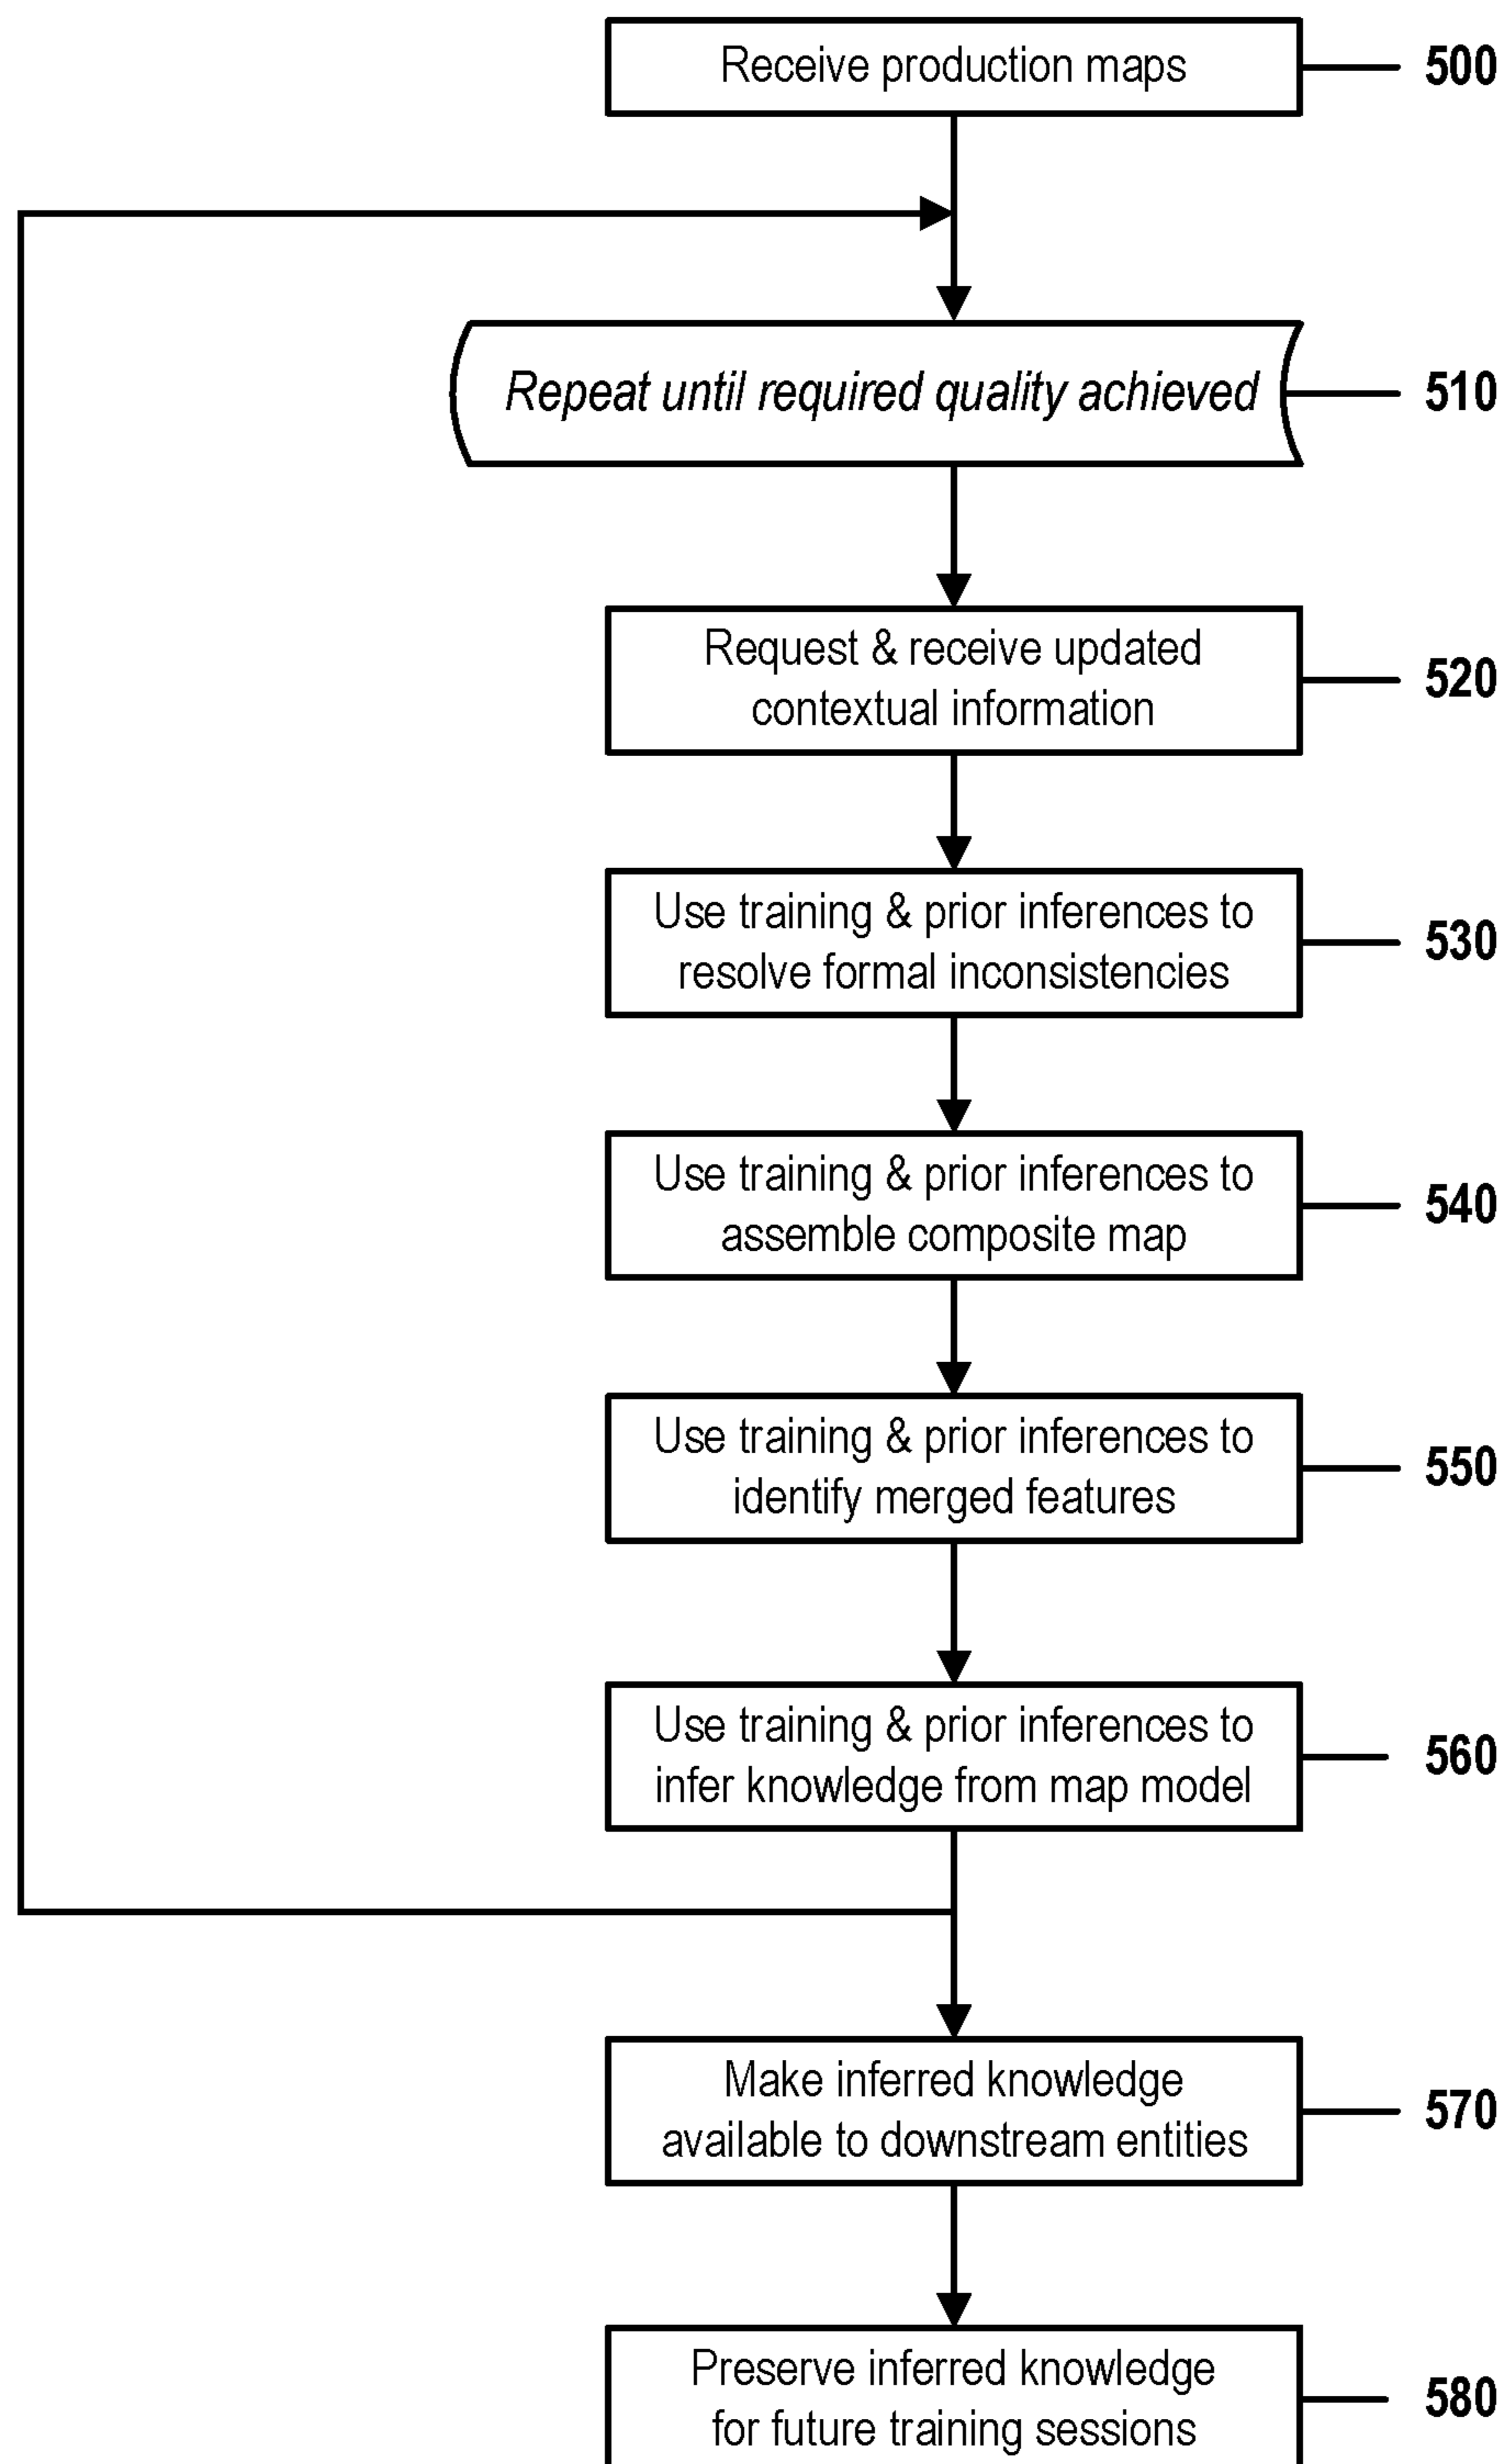 Receive production maps
500
Repeat until required quality achieved
510
Request & receive updated
contextual information
520
Use training & prior inferences to
resolve formal inconsistencies
530
Use training & prior inferences to
assemble composite map
540
Use training & prior inferences to
identify merged features
550
Use training & prior inferences to
infer knowledge from map model
560
Make inferred knowledge
available to downstream entities
570
Preserve inferred knowledge
for future training sessions
580